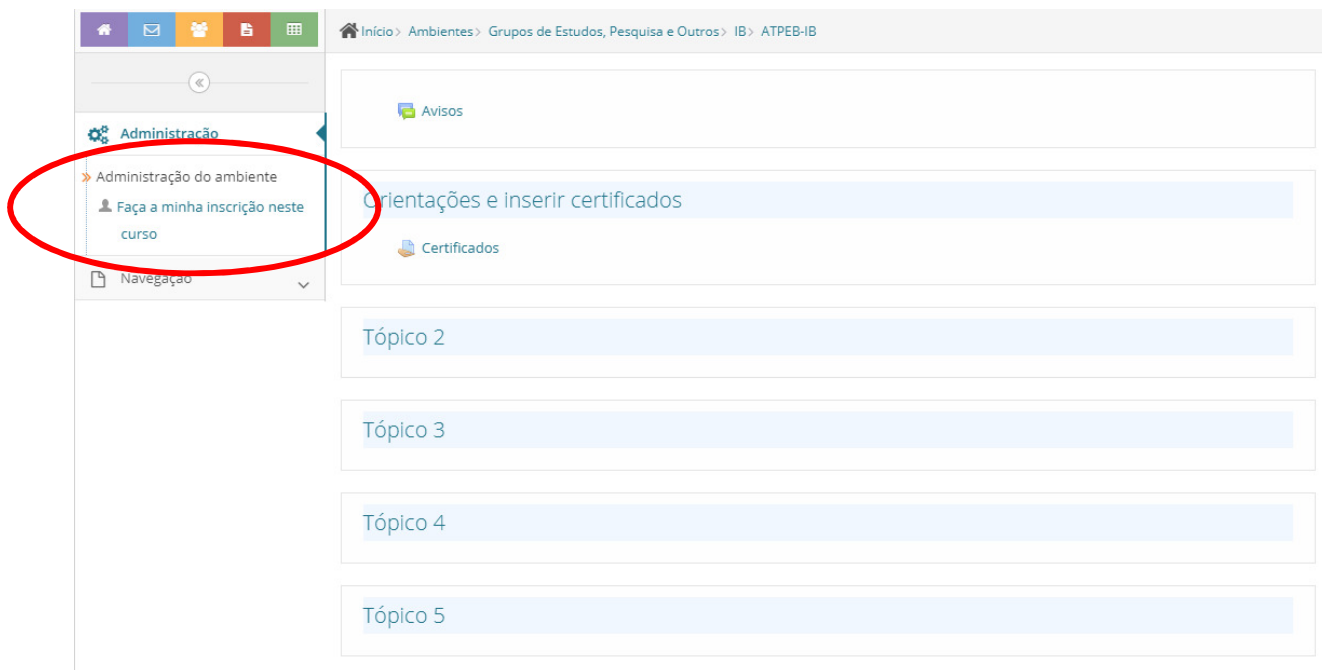 Início> Ambientes> Grupos de Estudos, Pesquisa e Outros> IB> ATPEB-IB
Administração
» Administração do ambiente
Faça a minha inscrição neste
curso
Navegação
Avisos
Orientações e inserir certificados
Certificados
Tópico 2
Tópico 3
Tópico 4
Tópico 5